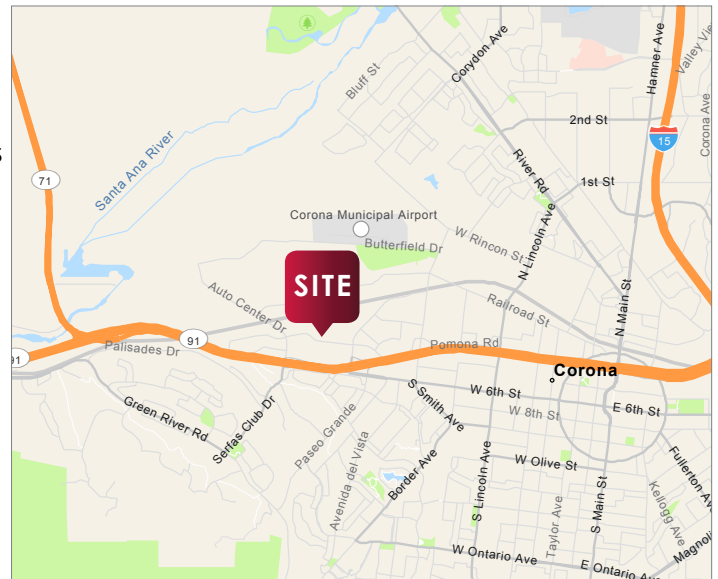 Hamner Ave
Valley Vie
Corydon Ave
Bluff St
2nd St
Corona Ave
15
S
Santa Ana River
River Rd
71
1st St
Corona Municipal Airport
W Rincon St
Butterfield Dr
N Lincoln Ave
SITE
Auto Center Dr
Railroad St
N Main St
91
Pomona Rd
Palisades Dr
91
Corona
W 6th St
E 6th St
S Smith Ave
W 8th St
Green River Rd
Serfas Club Dr
Paseo Grande
Avenida del Vista
Border Ave
W Olive St
Fullerton Av
S Lincoln Ave
Taylor Ave
S Main St
Kellogg Ave
Magnoli
W Ontario Ave
E Ontario Ave